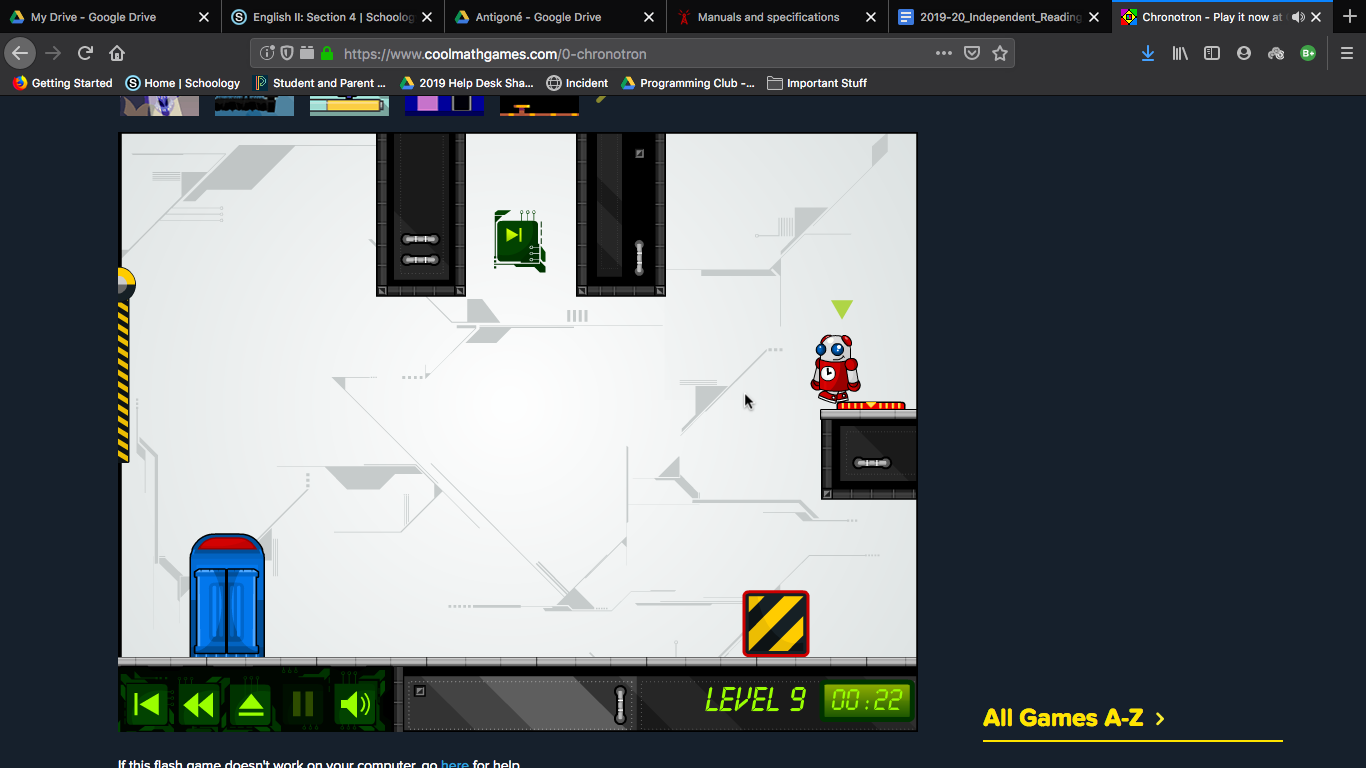 My Drive - Google Drive
English II: Section 4 | Schoolog
Antigoné - Google Drive
Manuals and specifications
2019-20_Independent_Reading
Chronotron - Play it now at
https://www.coolmathgames.com/0-chronotron
B+
Getting Started
Home | Schoology
Student and Parent ...
2019 Help Desk Sha...
Incident
Programming Club -...
Important Stuff
LEVEL 9
00:22
All Games A-Z
If this flash game doesn't work on your computer, go here for help.